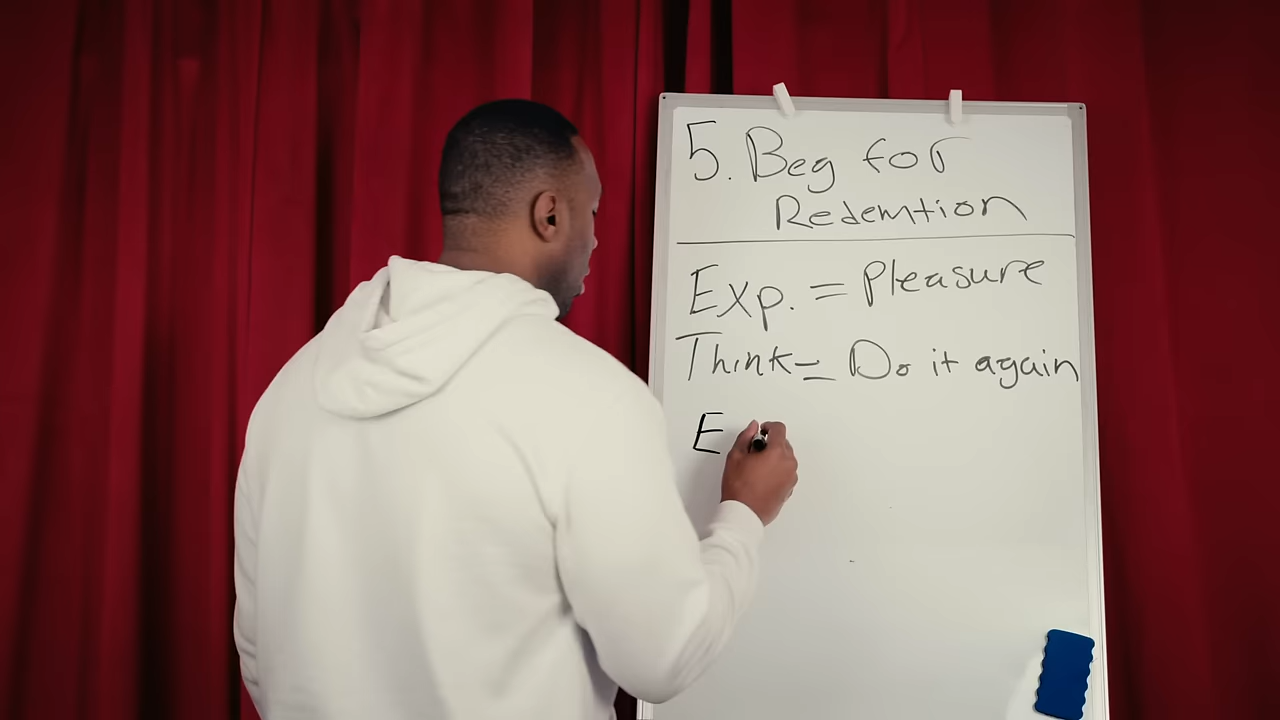 5. Beg for
Redemtion
Exp. = Pleasure
Think = Do it again
E